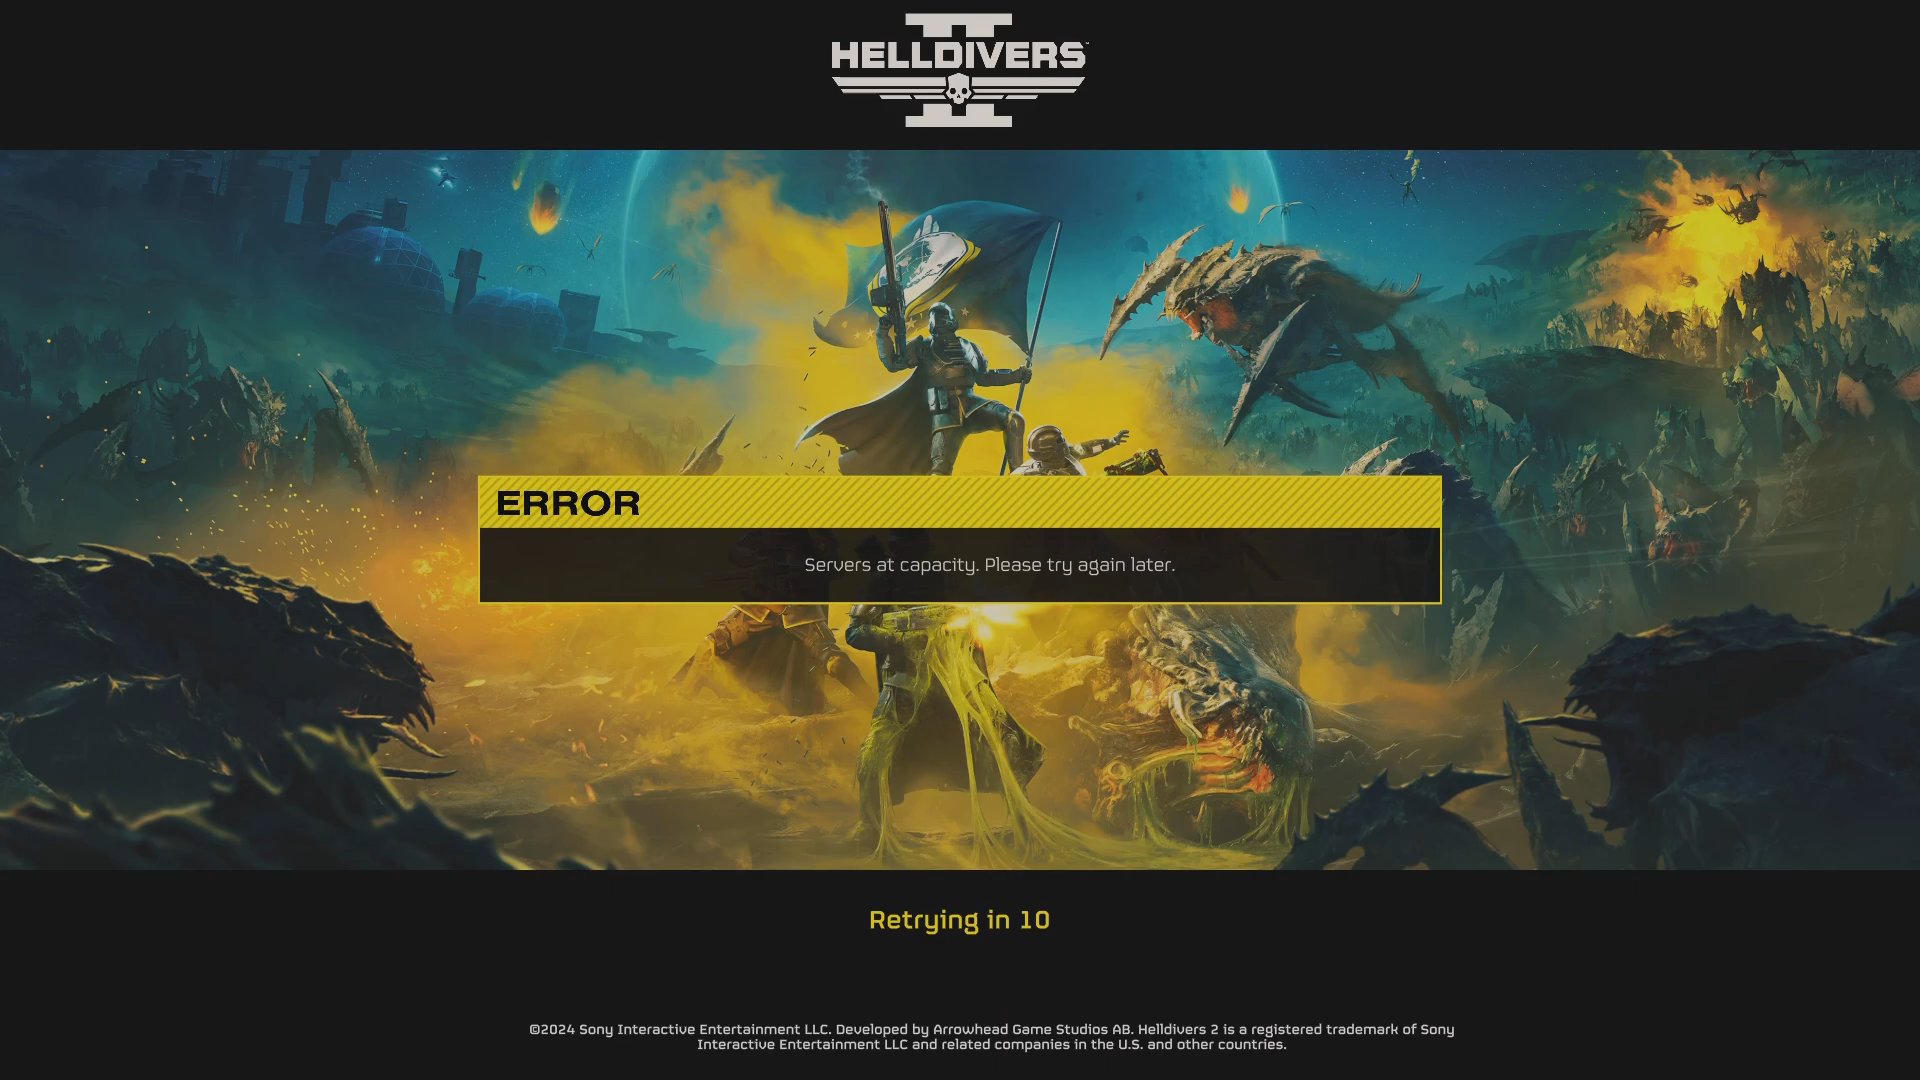 HELLDIVERS
II
ERROR
Servers at capacity. Please try again later.
Retrying in 10
©2024 Sony Interactive Entertainment LLC. Developed by Arrowhead Game Studios AB. Helldivers 2 is a registered trademark of Sony
Interactive Entertainment LLC and related companies in the U.S. and other countries.